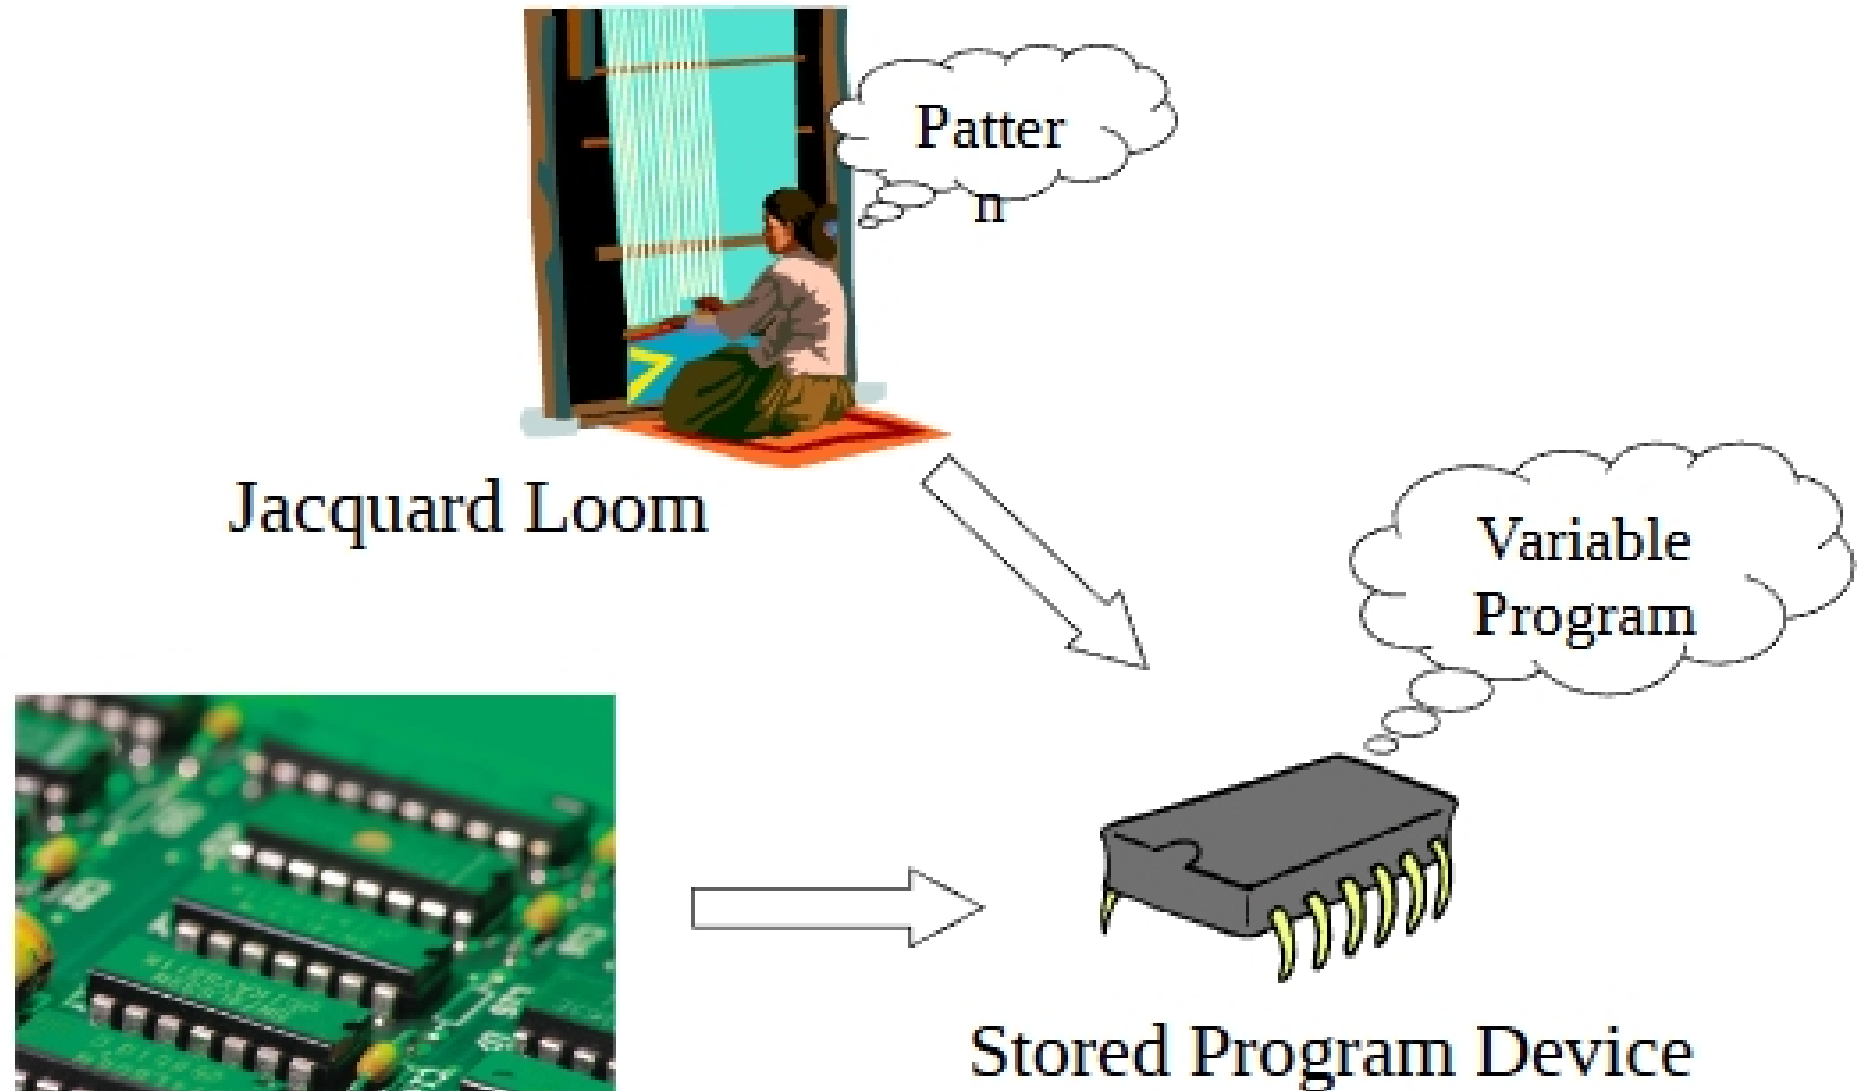 Patter
n
Jacquard Loom
Variable
Program
Stored Program Device